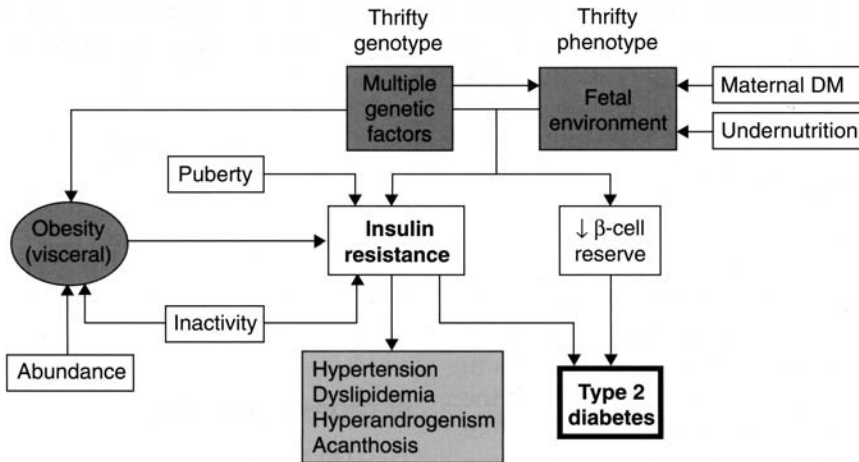 Thrifty
genotype
Thrifty
phenotype
Multiple
genetic
factors
Fetal
environment
Maternal DM
Undernutrition
Puberty
Obesity
(visceral)
Insulin
resistance
↓ β-cell
reserve
Inactivity
Abundance
Hypertension
Dyslipidemia
Hyperandrogenism
Acanthosis
Type 2
diabetes